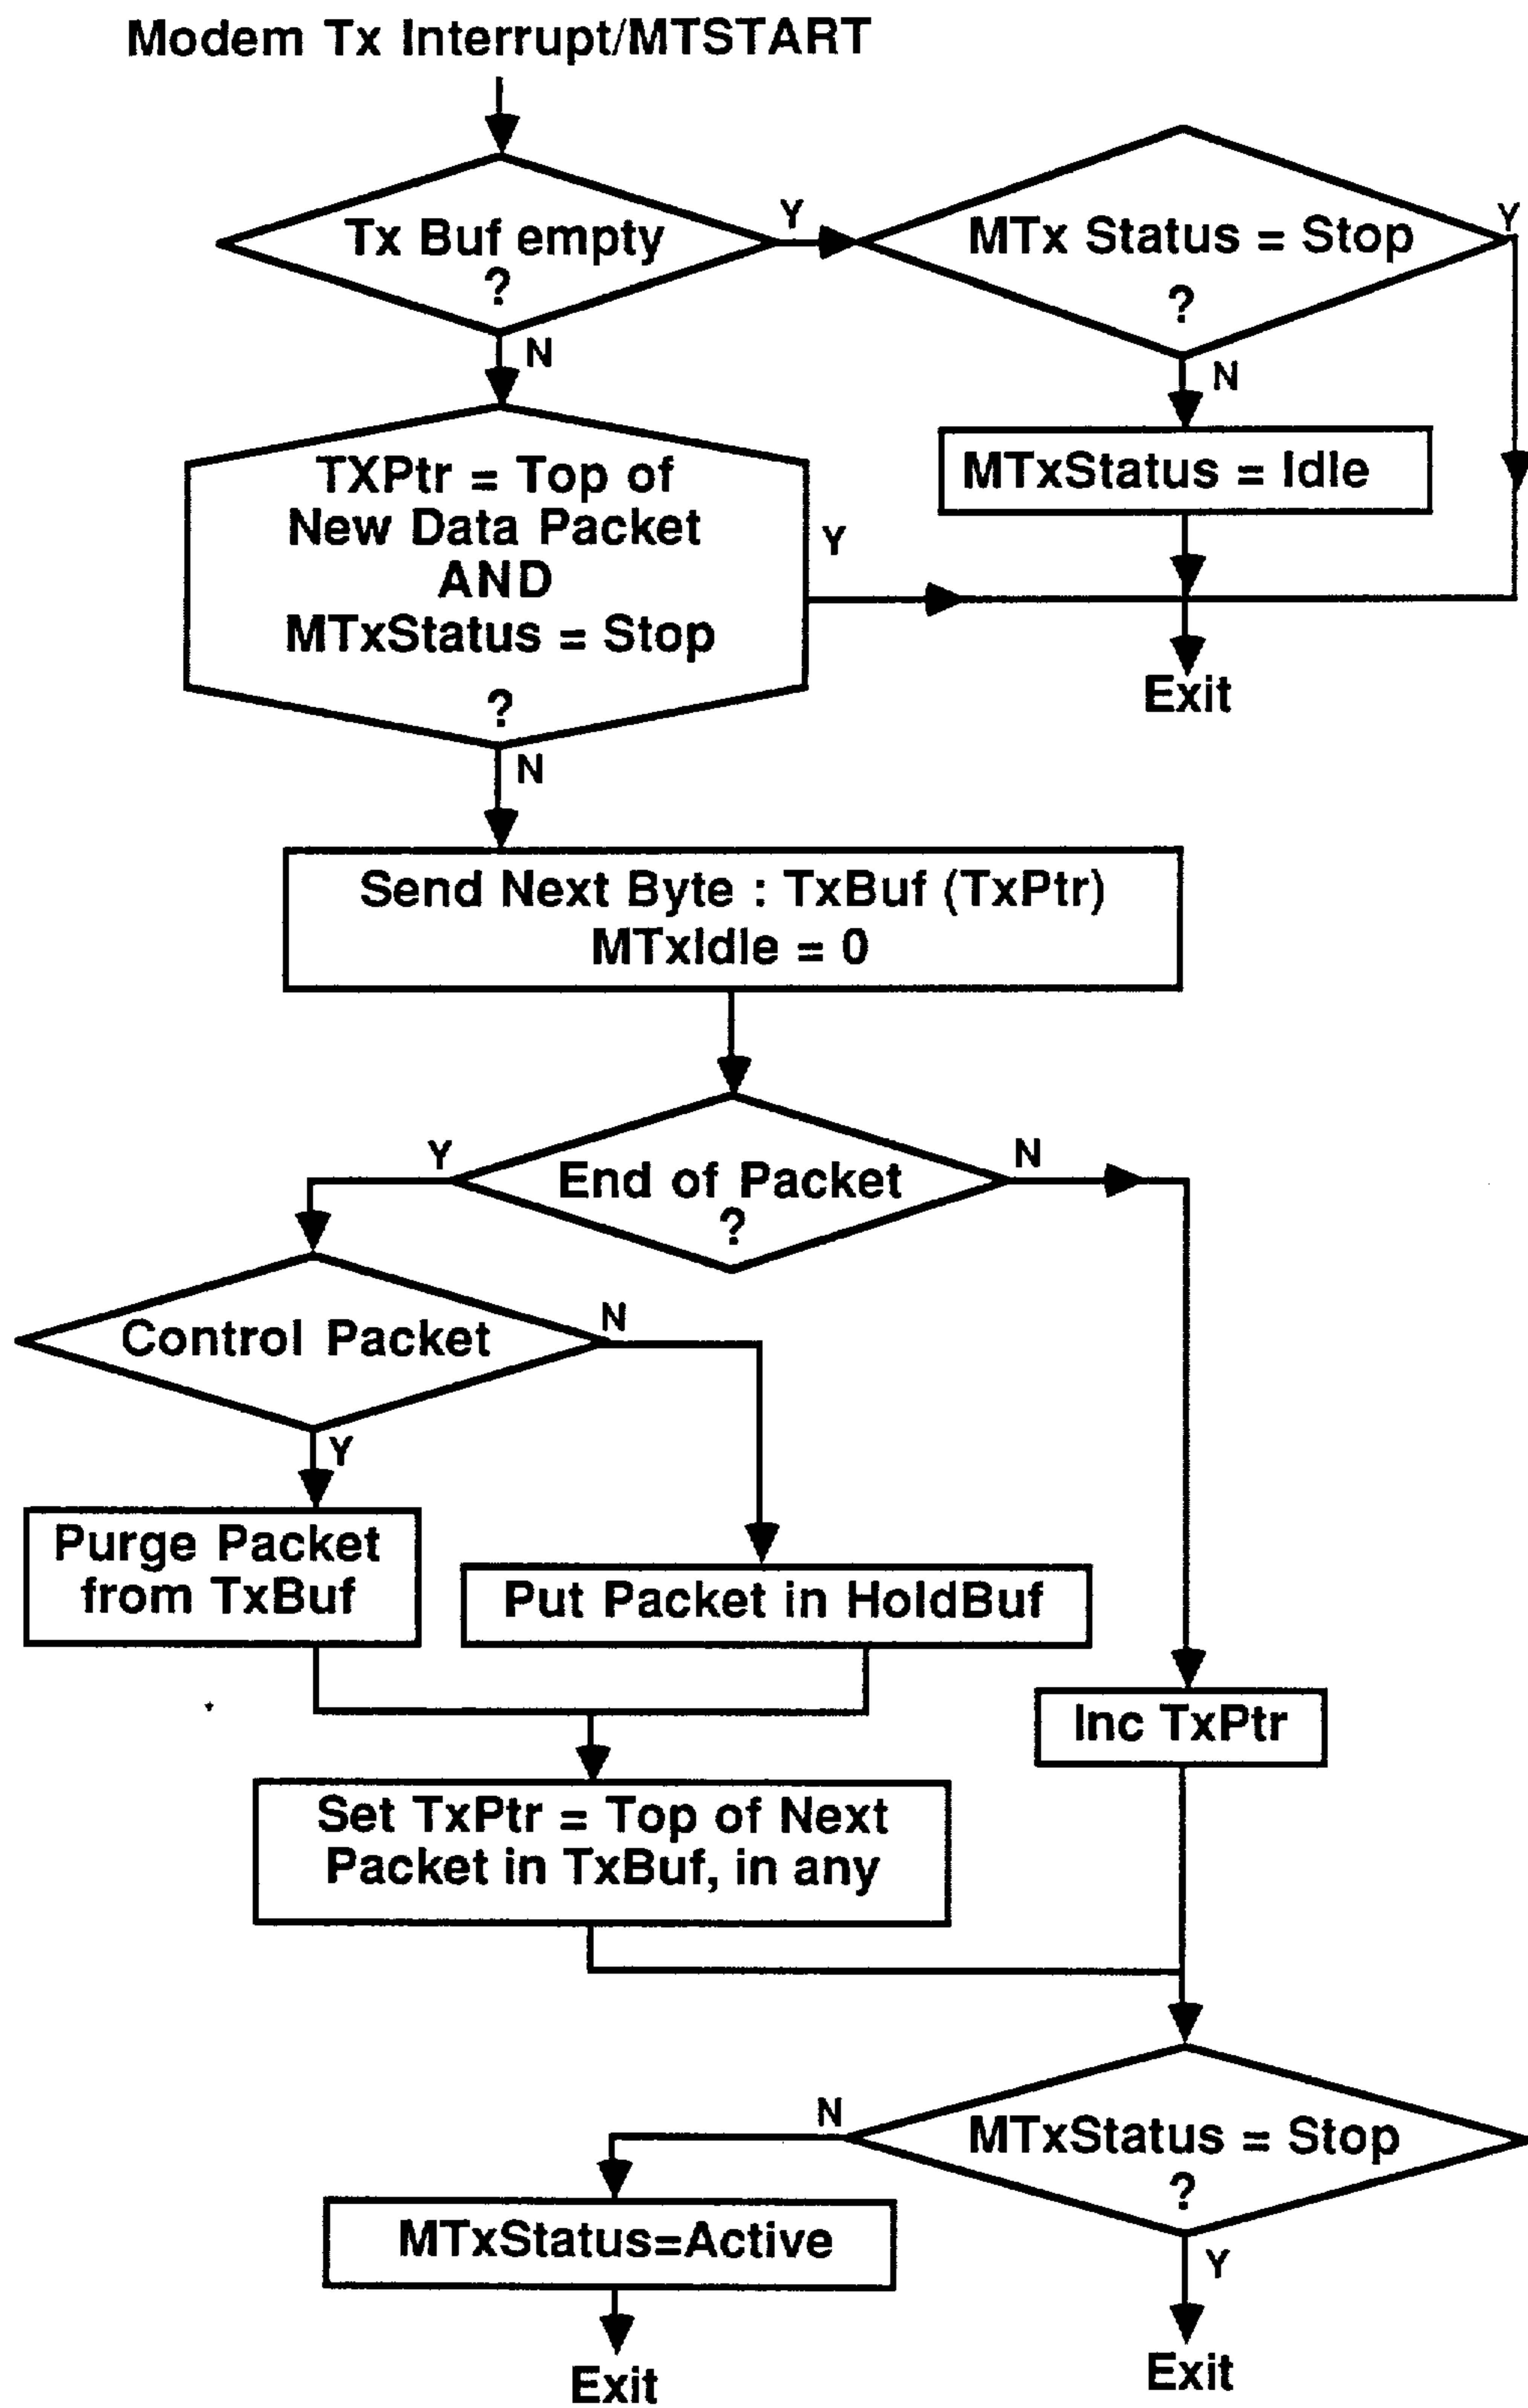 Modem Tx Interrupt/MTSTART
Tx Buf empty
?
Y
MTx Status = Stop
?
Y
N
N
MTxStatus = Idle
TXPtr = Top of
New Data Packet
AND
MTxStatus = Stop
?
Y
Exit
N
Send Next Byte : TxBuf (TxPtr)
MTxIdle = 0
Y
End of Packet
?
N
Control Packet
N
Y
Purge Packet
from TxBuf
Put Packet in HoldBuf
Inc TxPtr
Set TxPtr = Top of Next
Packet in TxBuf, in any
N
MTxStatus = Stop
?
MTxStatus=Active
Y
Exit
Exit